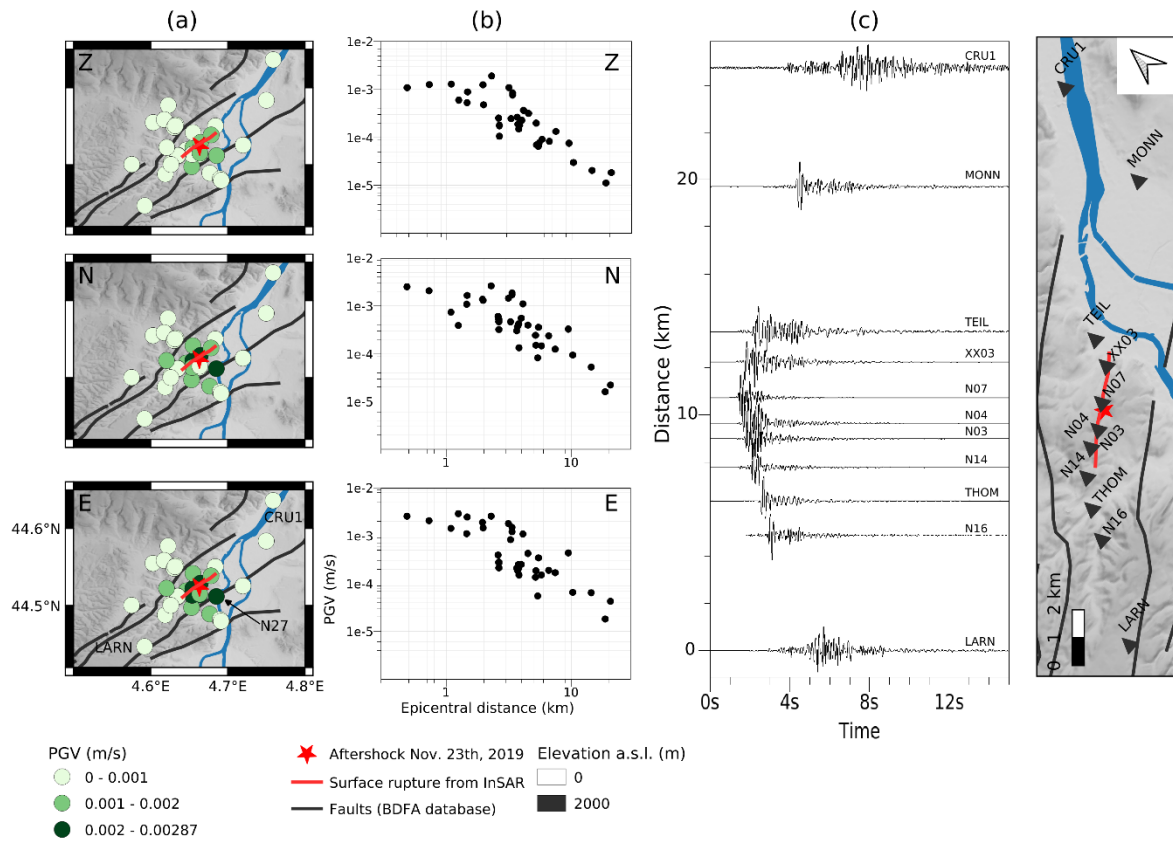 (a)
(b)
(c)
Z
1e-2
1e-3
1e-4
1e-5
Z
N
1e-2
1e-3
1e-4
1e-5
N
1
10
E
CRU1
N27
LARN
44.6°N
44.5°N
4.6°E
4.7°E
4.8°E
1e-2
1e-3
1e-4
1e-5
E
PGV (m/s)
1
10
Epicentral distance (km)
Distance (km)
20
10
0
CRU1
MONN
TEIL
XX03
N07
N04
N03
N14
THOM
N16
LARN
0s
4s
8s
12s
Time
CRU1
MONN
TEIL
XX03
N07
N04
N03
N14
THOM
N16
LARN
0 1 2 km
PGV (m/s)
0 - 0.001
0.001 - 0.002
0.002 - 0.00287
Aftershock Nov. 23th, 2019
Surface rupture from InSAR
Faults (BDFA database)
Elevation a.s.l. (m)
0
2000